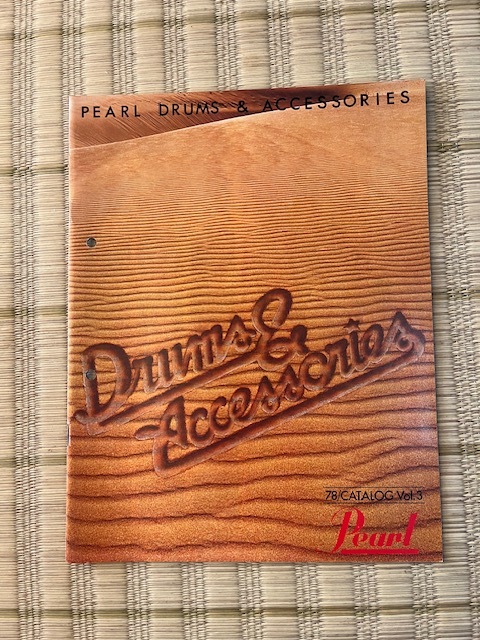 PEARL DRUMS & ACCESSORIES
Drums &
Accessories
78/CATALOG Vol.3
Pearl